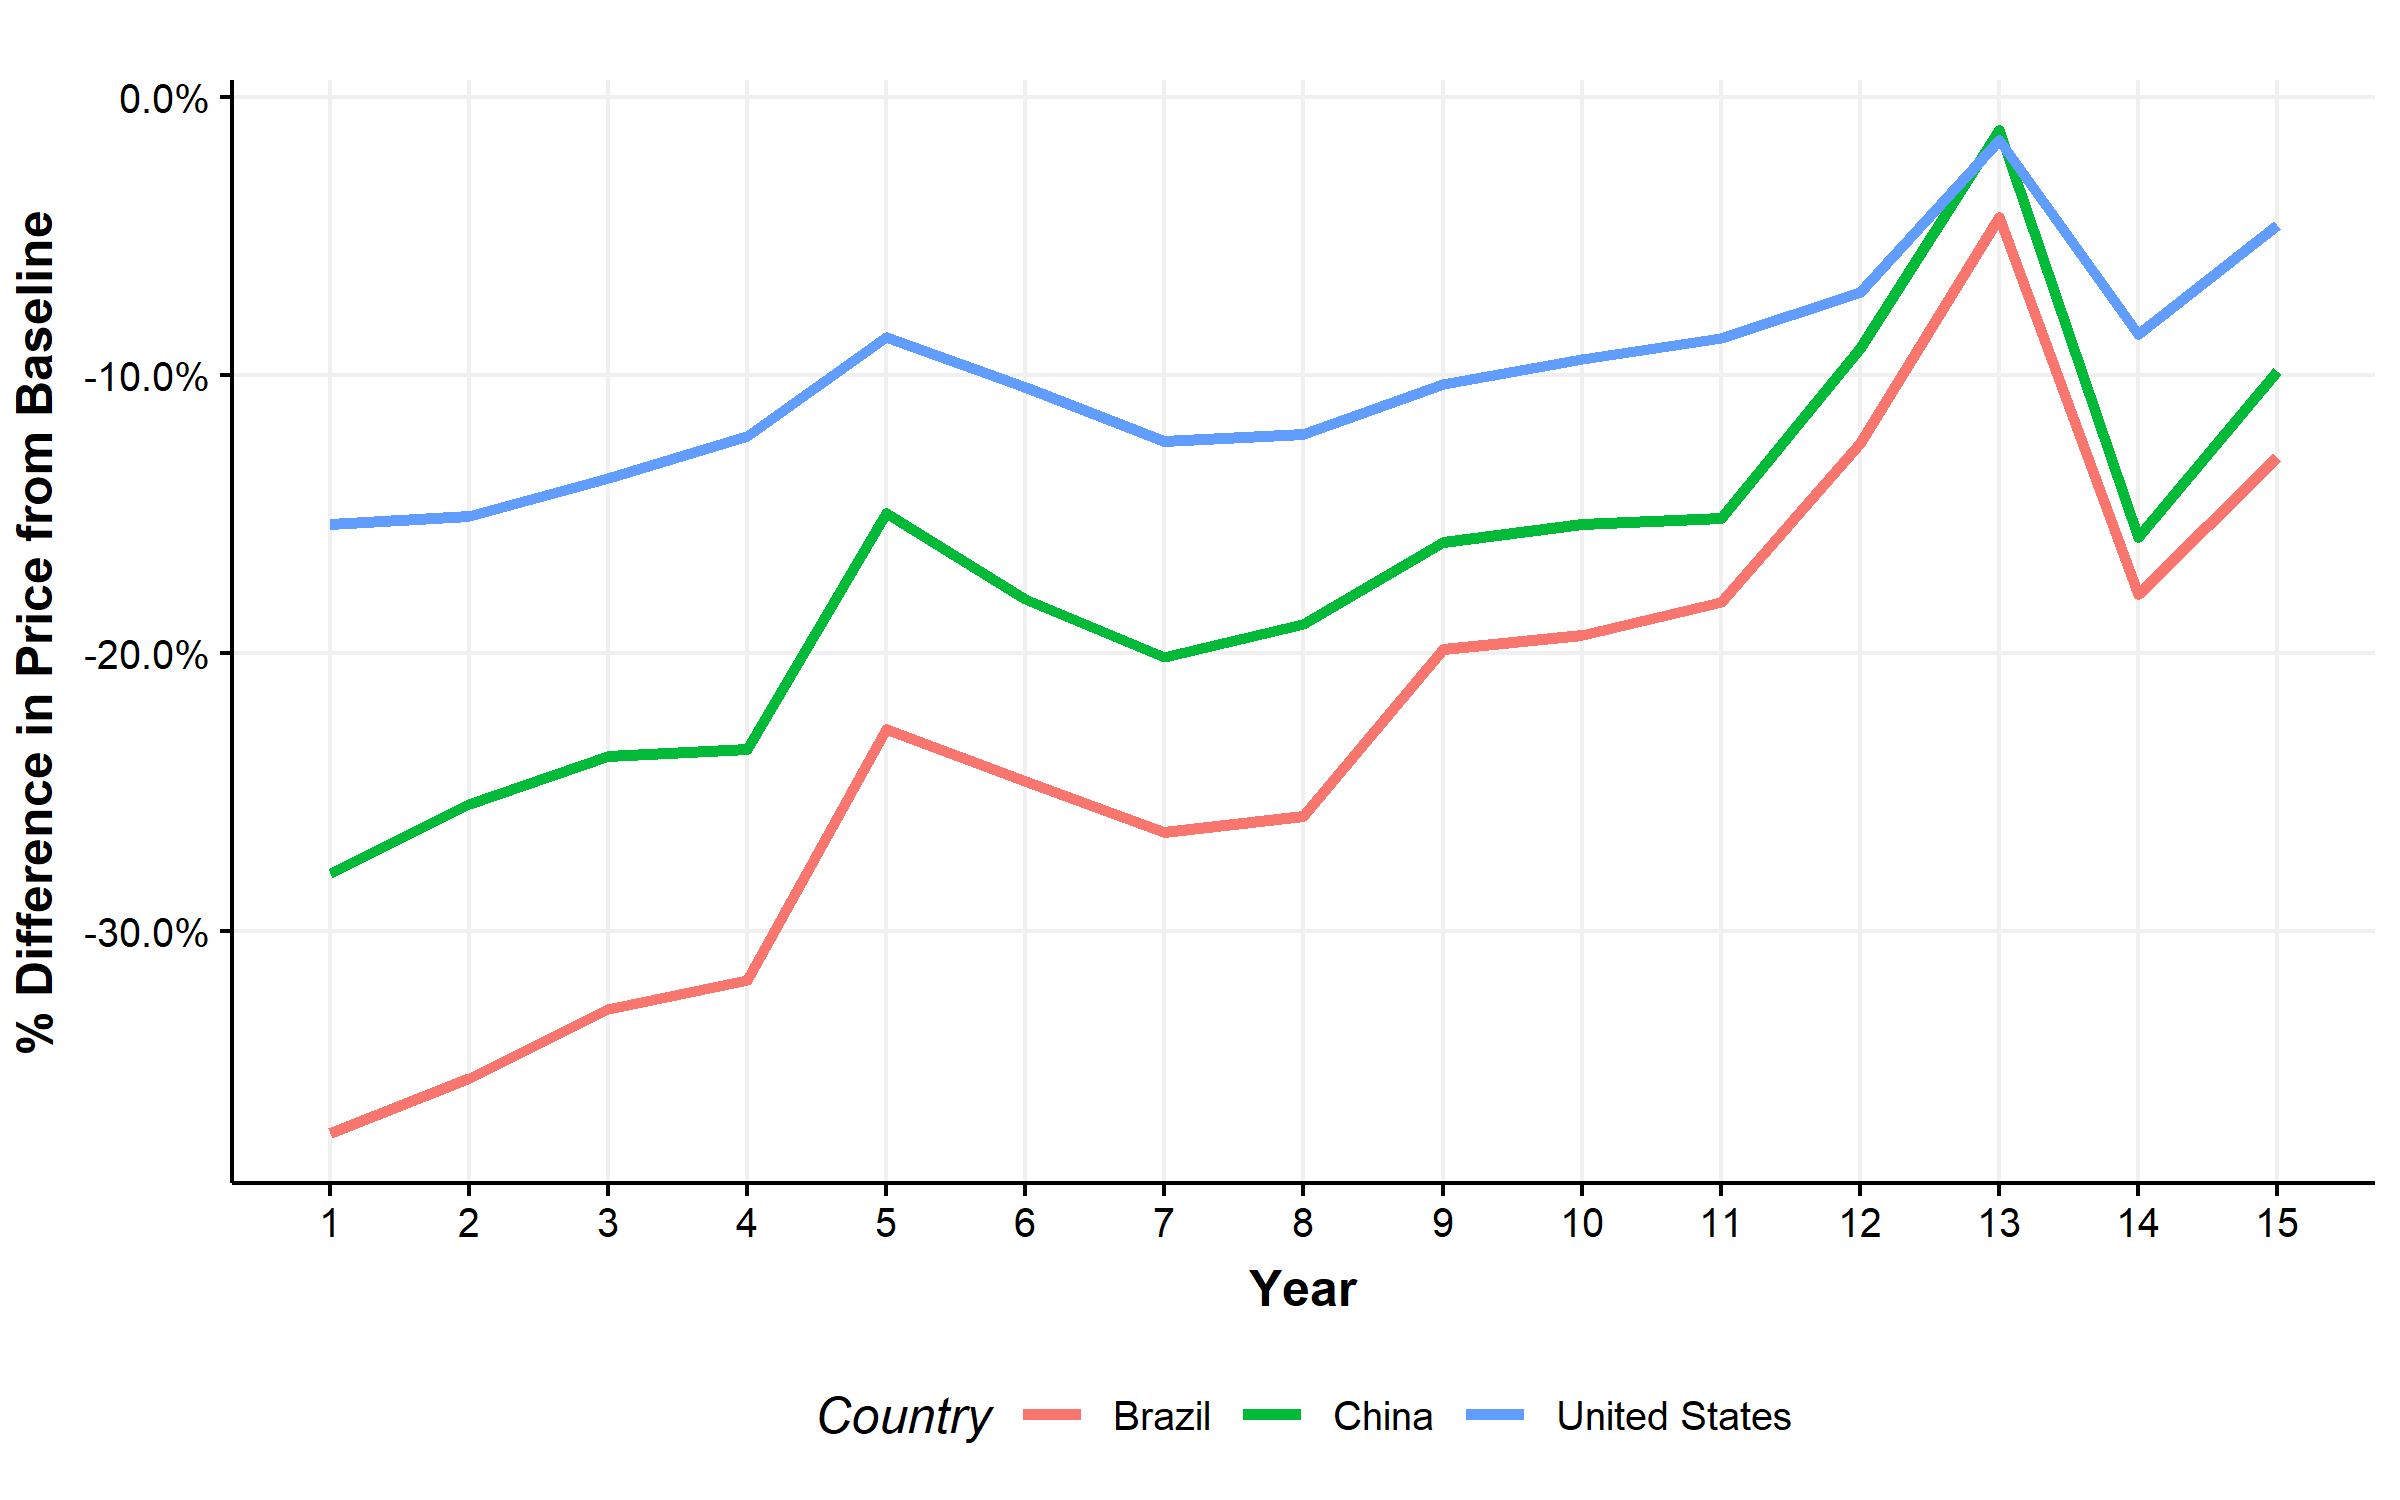 % Difference in Price from Baseline
0.0%
-10.0%
-20.0%
-30.0%
1 2 3 4 5 6 7 8 9 10 11 12 13 14 15
Year
Country Brazil China United States